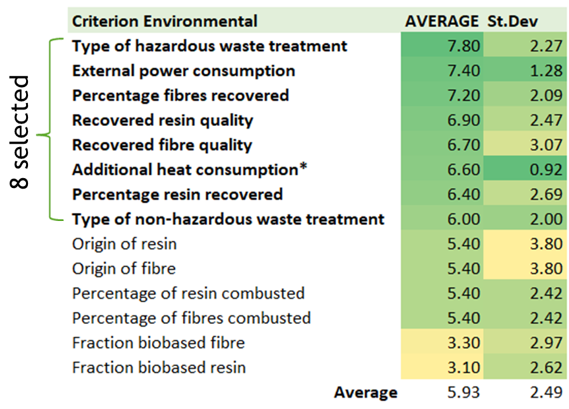 Criterion Environmental AVERAGE St.Dev
Type of hazardous waste treatment 7.80 2.27
External power consumption 7.40 1.28
Percentage fibres recovered 7.20 2.09
Recovered resin quality 6.90 2.47
Recovered fibre quality 6.70 3.07
Additional heat consumption* 6.60 0.92
Percentage resin recovered 6.40 2.69
Type of non-hazardous waste treatment 6.00 2.00
Origin of resin 5.40 3.80
Origin of fibre 5.40 3.80
Percentage of resin combusted 5.40 2.42
Percentage of fibres combusted 5.40 2.42
Fraction biobased fibre 3.30 2.97
Fraction biobased resin 3.10 2.62
Average 5.93 2.49
8 selected